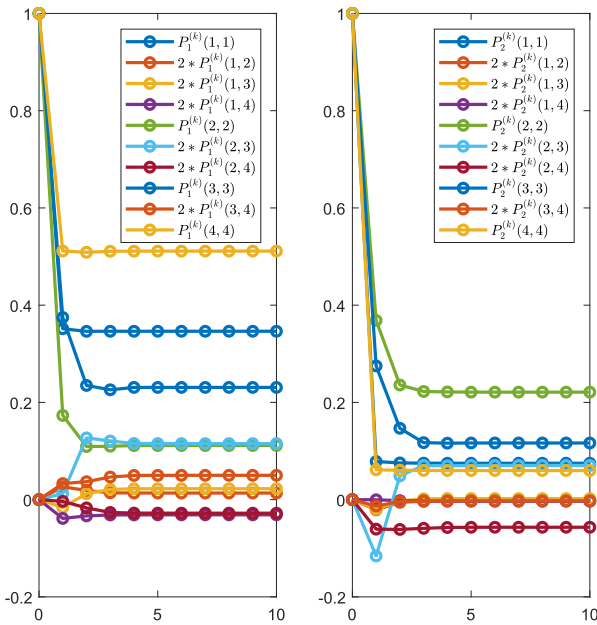 1
0.8
0.6
0.4
0.2
0
-0.2
0
5
10
P_1^{(k)}(1,1)
2 * P_1^{(k)}(1,2)
2 * P_1^{(k)}(1,3)
2 * P_1^{(k)}(1,4)
P_1^{(k)}(2,2)
2 * P_1^{(k)}(2,3)
2 * P_1^{(k)}(2,4)
P_1^{(k)}(3,3)
2 * P_1^{(k)}(3,4)
P_1^{(k)}(4,4)
1
0.8
0.6
0.4
0.2
0
-0.2
0
5
10
P_2^{(k)}(1,1)
2 * P_2^{(k)}(1,2)
2 * P_2^{(k)}(1,3)
2 * P_2^{(k)}(1,4)
P_2^{(k)}(2,2)
2 * P_2^{(k)}(2,3)
2 * P_2^{(k)}(2,4)
P_2^{(k)}(3,3)
2 * P_2^{(k)}(3,4)
P_2^{(k)}(4,4)